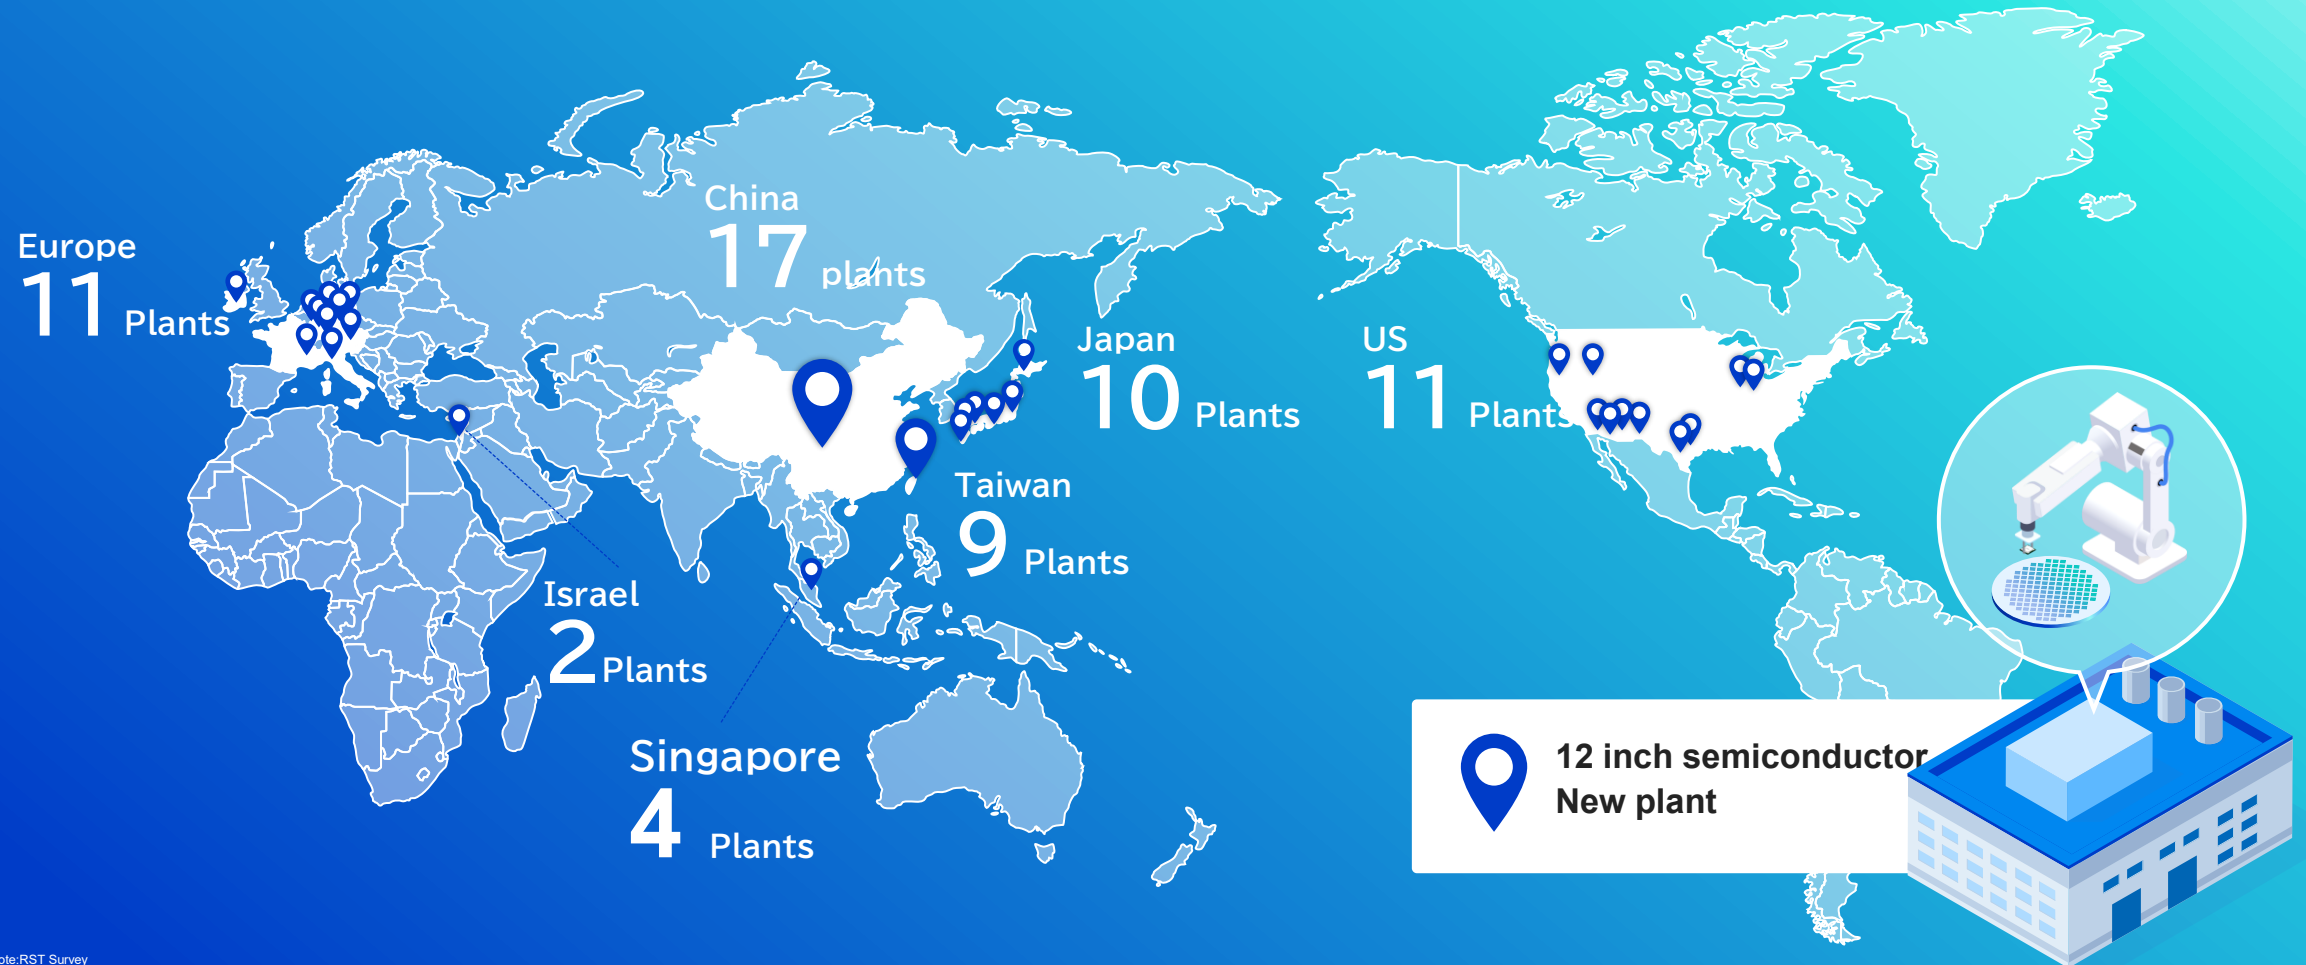 China
17 plants
Europe
11 Plants
Japan
10 Plants
US
11 Plants
Taiwan
9 Plants
Israel
2 Plants
Singapore
4 Plants
12 inch semiconductor
New plant
ote:RST Survey